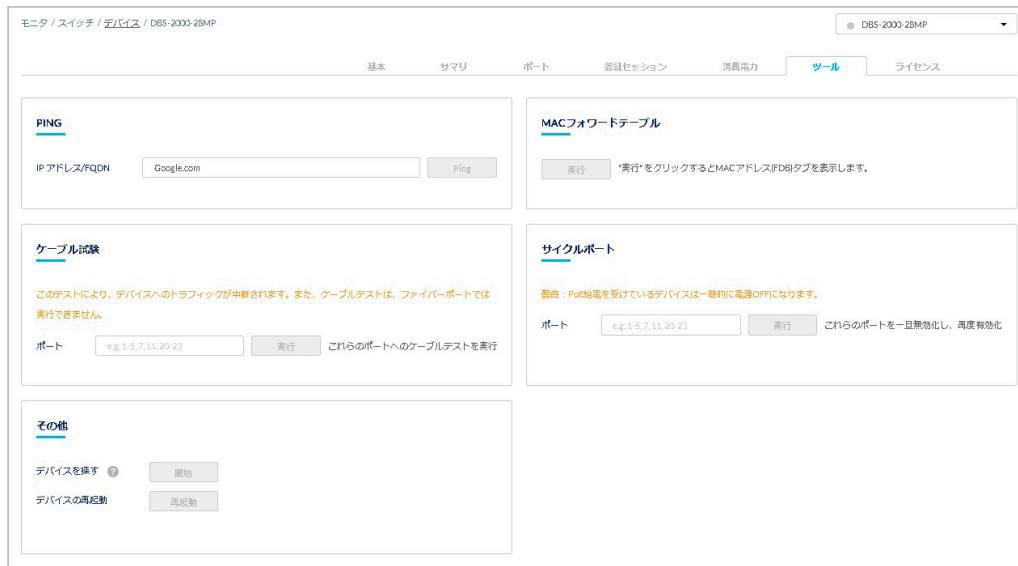 モニタ / スイッチ / デバイス / DBS-2000-28MP
DBS-2000-28MP
基本 サマリ ポート 認証セッション 消費電力 ツール ライセンス
PING
IP アドレス/FQDN Google.com Ping
MACフォワードテーブル
実行 "実行" をクリックするとMACアドレス(FDB)タブを表示します。
ケーブル試験
このテストにより、デバイスへのトラフィックが中断されます。また、ケーブルテストは、ファイバーポートでは
実行できません。
ポート e.g. 1-5, 7, 11, 20-23 実行 これらのポートへのケーブルテストを実行
サイクルポート
警告 : PoE給電を受けているデバイスは一時的に電源OFFになります。
ポート e.g. 1-5, 7, 11, 20-23 実行 これらのポートを一旦無効化し、再度有効化
その他
デバイスを探す ? 開始
デバイスの再起動 再起動